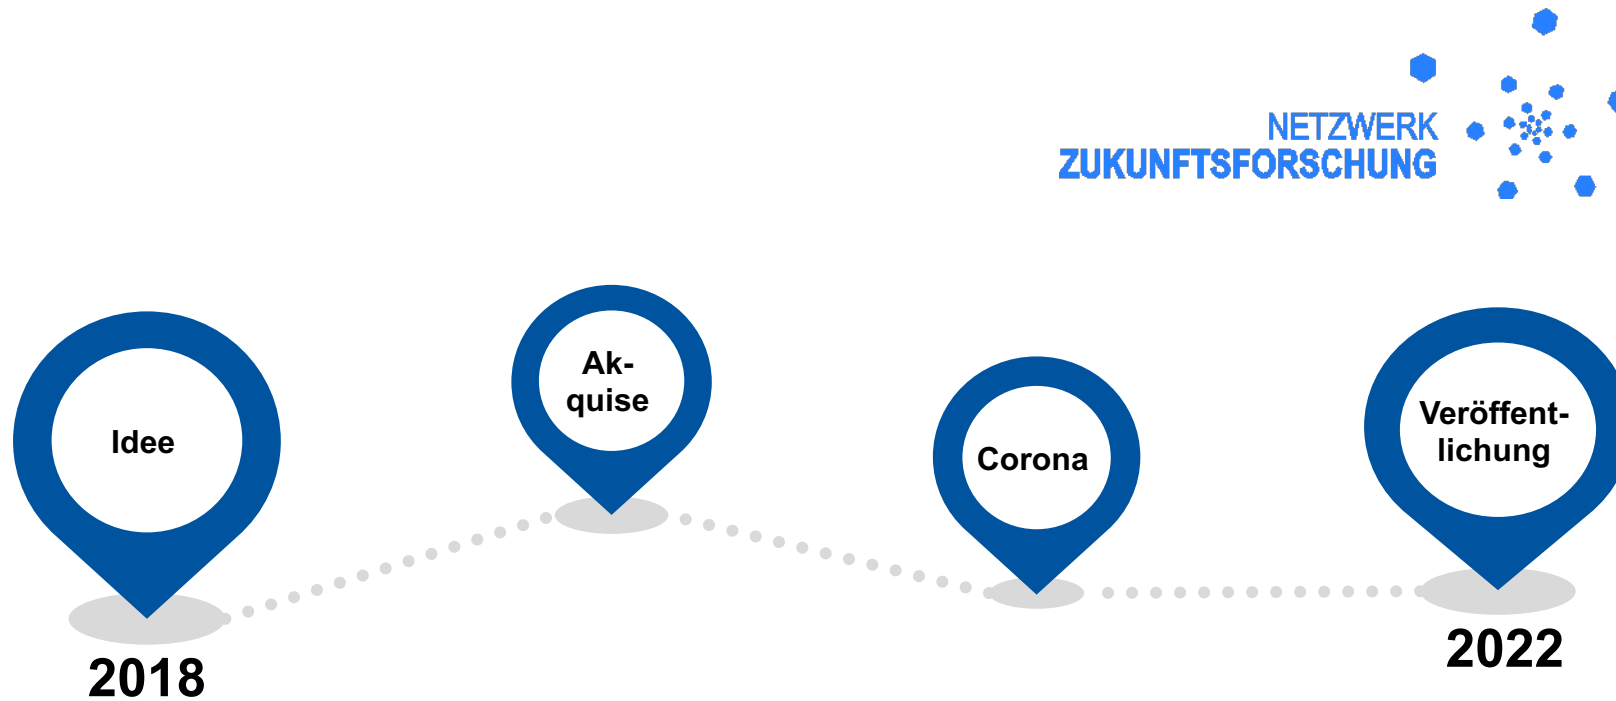 NETZWERK
ZUKUNFTSFORSCHUNG
Idee
Ak-
quise
Corona
Veröffent-
lichung
2018
2022